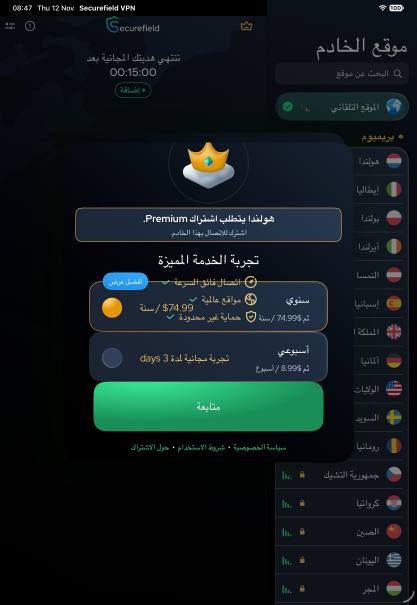 08:47 Thu 12 Nov Securefield VPN
100
Securefield
موقع الخادم
تنتهي هديتك المجانية بعد
00:15:00
+ إضافة
البحث عن موقع
الموقع التلقائي
بريميوم
هولندا
إيطاليا
بولندا
أيرلندا
النمسا
إسبانيا
المملكة
ألمانيا
الولايات
السويد
رومانيا
جمهورية التشيك
كرواتيا
الصين
اليونان
المجر
هولندا يتطلب اشتراك Premium.
اشترك للاتصال بهذا الخادم.
تجربة الخدمة المميزة
أفضل عرض
اتصال فائق السرعة
مواقع عالمية
حماية غير محدودة
سنوي
ثم 74.99$ / سنة
$74.99 / سنة
أسبوعي
ثم 8.99$ / أسبوع
تجربة مجانية لمدة 3 days
متابعة
سياسة الخصوصية • شروط الاستخدام • حول الاشتراك